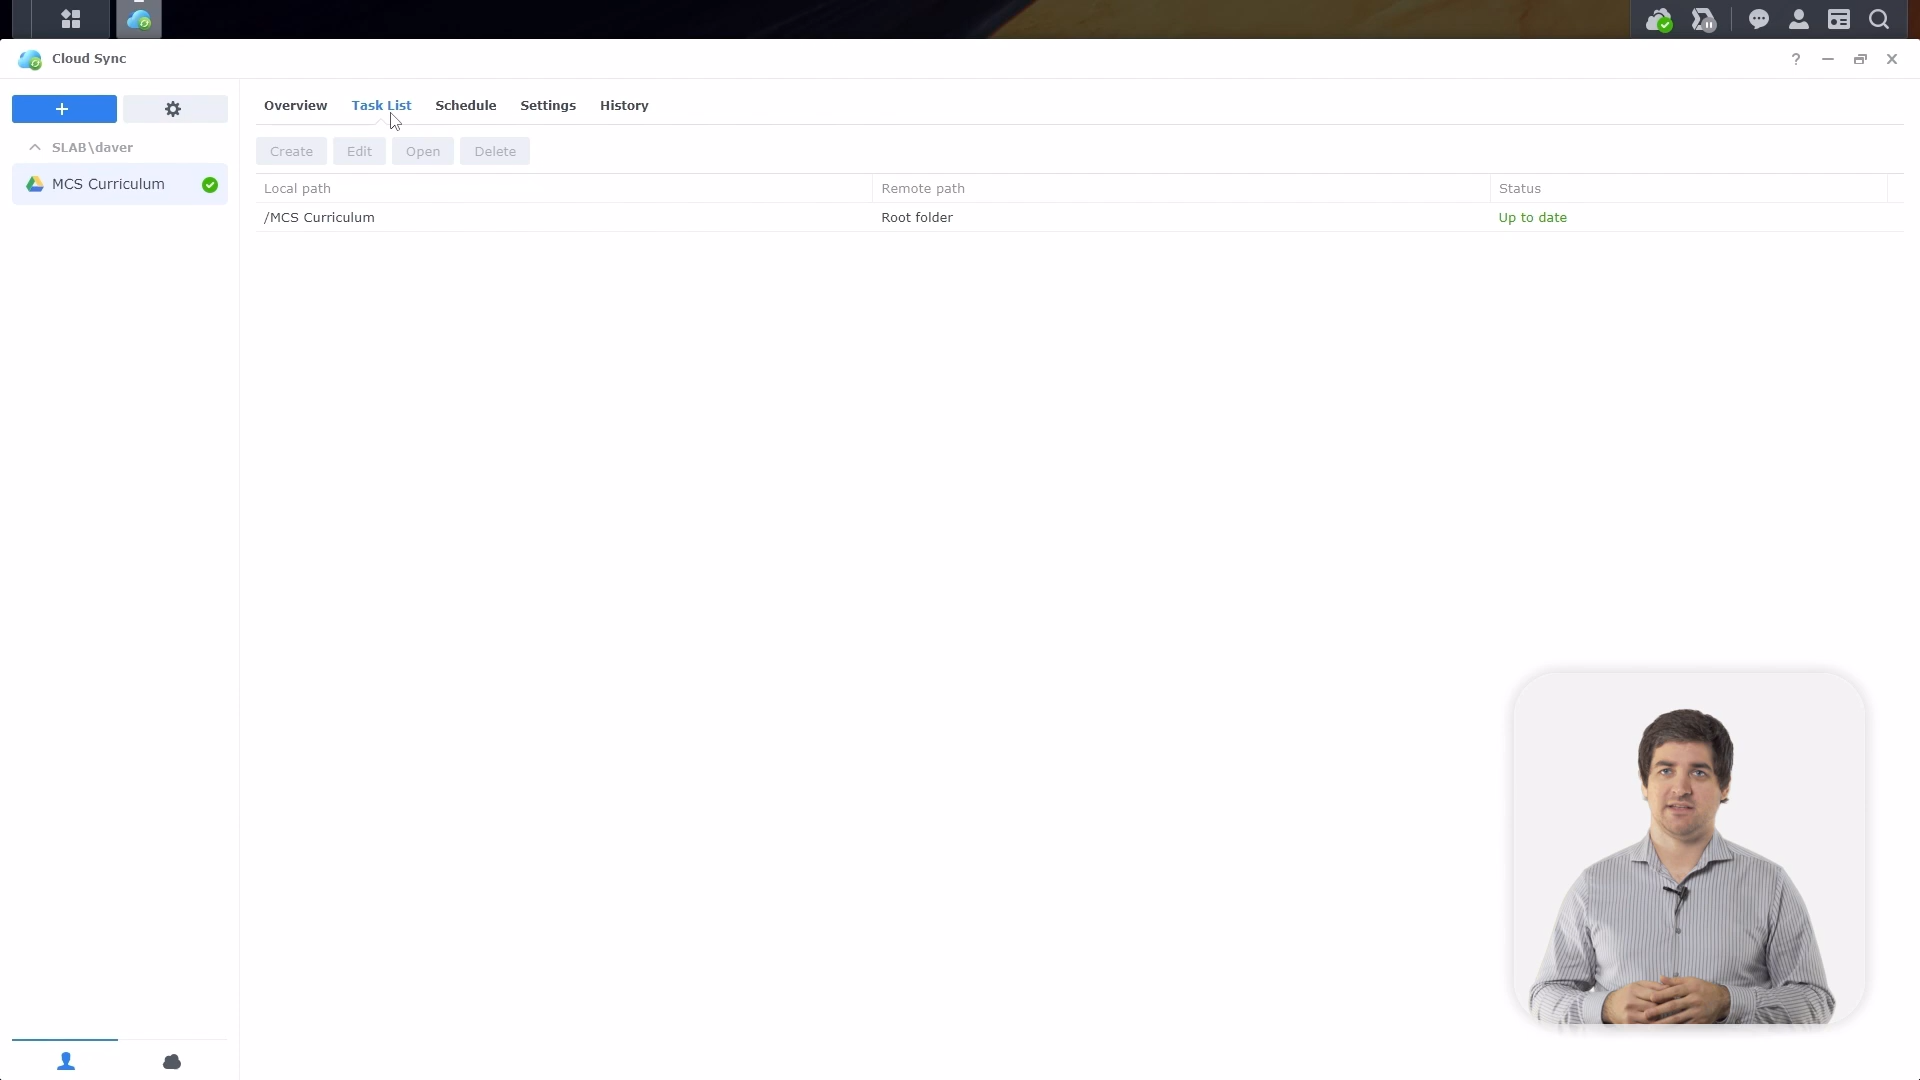 Cloud Sync
Overview
Task List
Schedule
Settings
History
SLAB\daver
MCS Curriculum
Create
Edit
Open
Delete
Local path
Remote path
Status
/MCS Curriculum
Root folder
Up to date